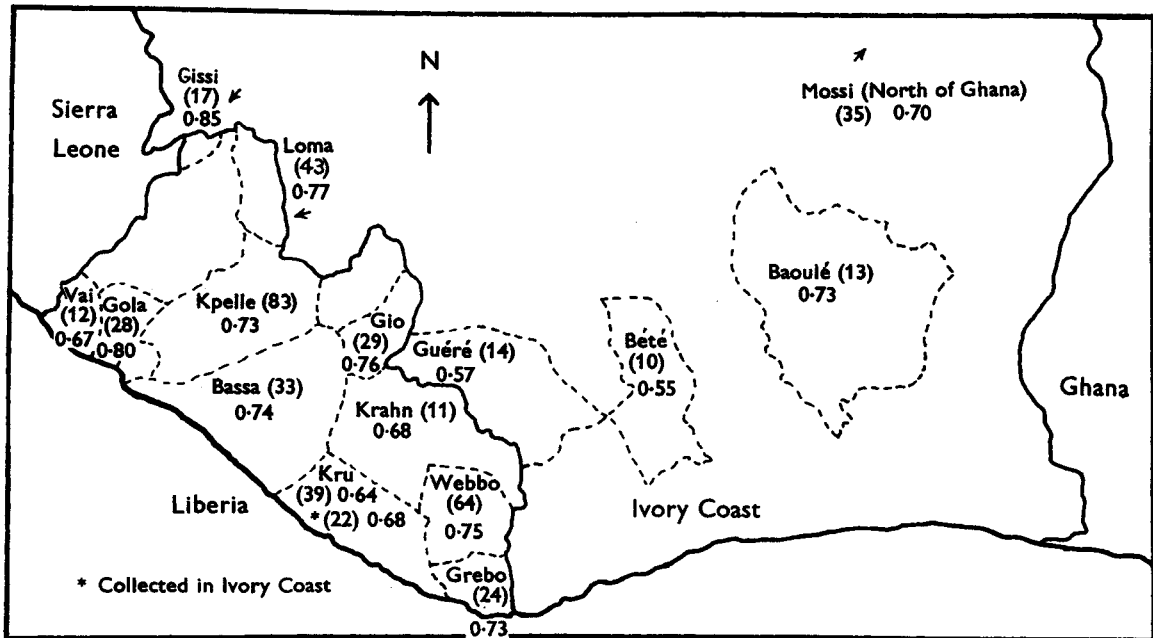 Gissi
(17)
0·85
Sierra
Leone
N
Mossi (North of Ghana)
(35) 0·70
Loma
(43)
0·77
Vai
(12)
0·67
Gola
(28)
0·80
Kpelle (83)
0·73
Gio
(29)
0·76
Guéré (14)
0·57
Bété
(10)
0·55
Baoulé (13)
0·73
Ghana
Bassa (33)
0·74
Krahn (11)
0·68
Kru
(39) 0·64
*(22) 0·68
Webbo
(64)
0·75
Liberia
Ivory Coast
Grebo
(24)
0·73
* Collected in Ivory Coast